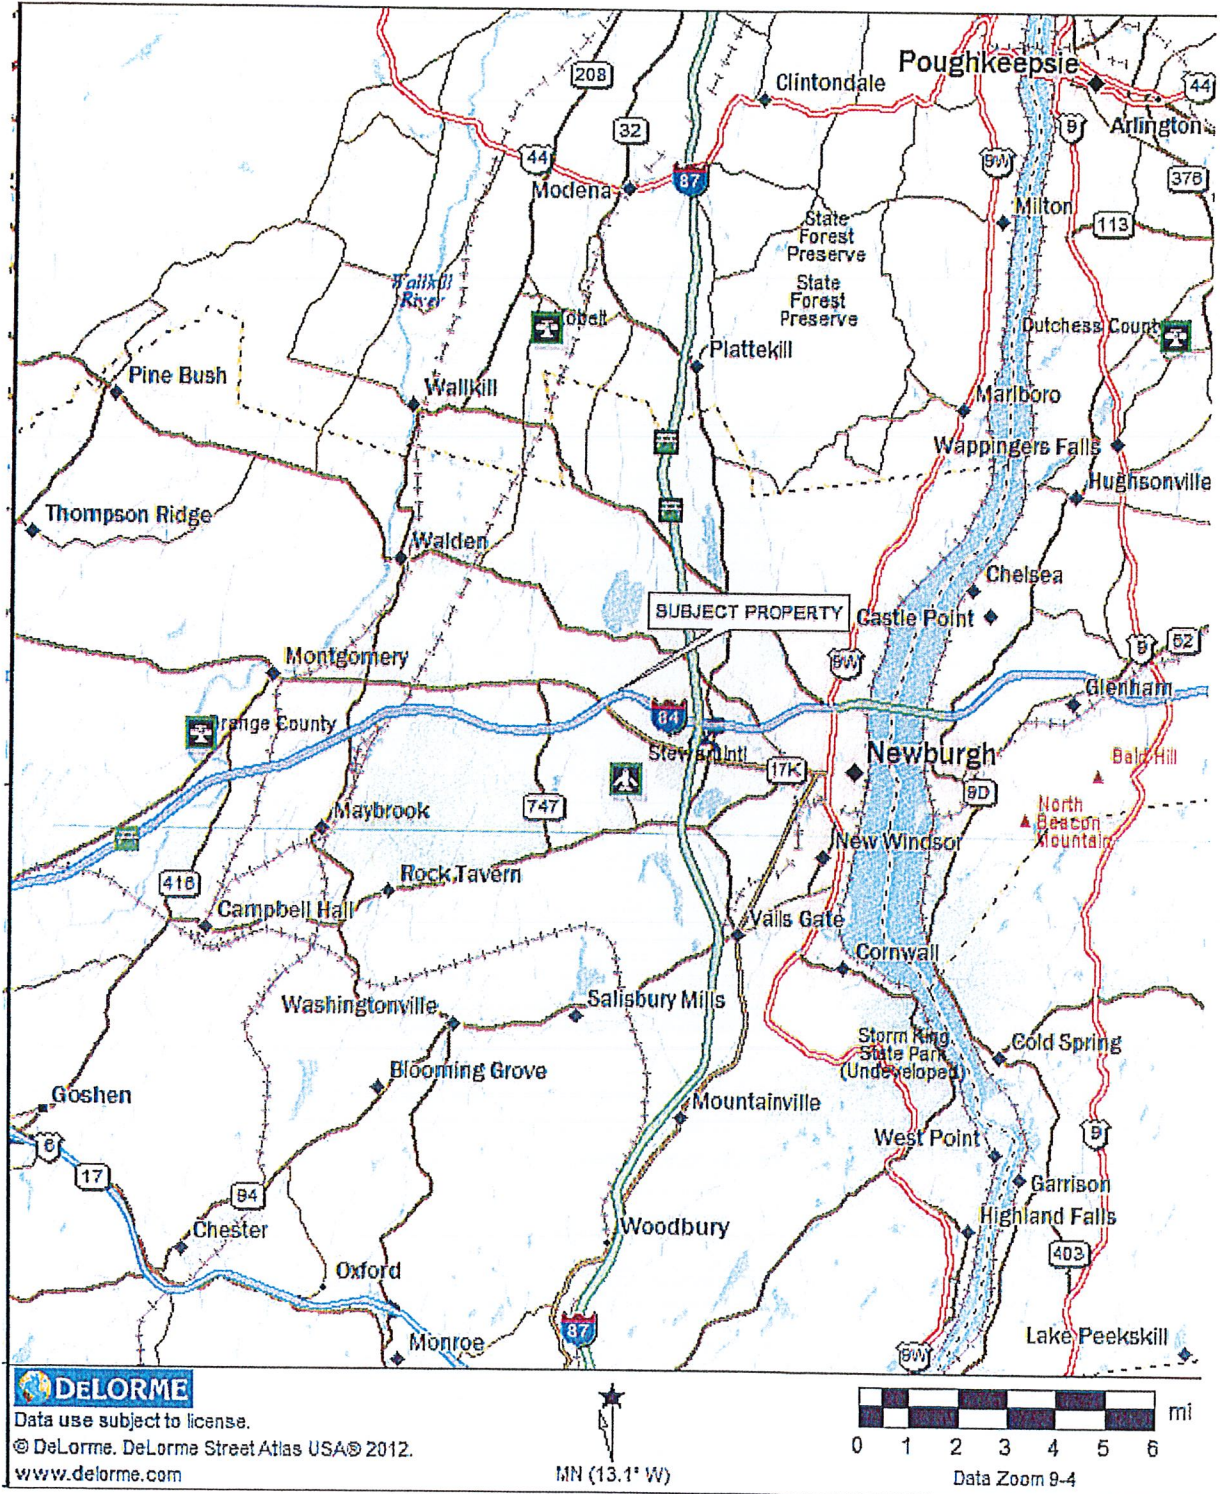 Poughkeepsie
208
Clintondale
44
32
9
Arlington
44
9W
87
Modena
376
Milton
State
Forest
Preserve
113
Wallkill
River
State
Forest
Preserve
Dutchess County
Plattekill
Pine Bush
Wallkill
Marlboro
Wappingers Falls
Hughsonville
Thompson Ridge
Walden
Chelsea
SUBJECT PROPERTY
Castle Point
9
52
Montgomery
9W
Glenham
Orange County
84
Stewart Intl
17K
Newburgh
Bald Hill
9D
747
Maybrook
North
Beacon
Mountain
New Windsor
Rock Tavern
416
Campbell Hall
Vails Gate
Cornwall
Washingtonville
Salisbury Mills
Storm King
State Park
(Undeveloped)
Cold Spring
Blooming Grove
Goshen
Mountainville
6
West Point
9
17
94
Garrison
Chester
Woodbury
Highland Falls
403
Oxford
87
Monroe
9W
Lake Peekskill
DELORME
Data use subject to license.
© DeLorme. DeLorme Street Atlas USA® 2012.
www.delorme.com
MN (13.1° W)
mi
0 1 2 3 4 5 6
Data Zoom 9-4